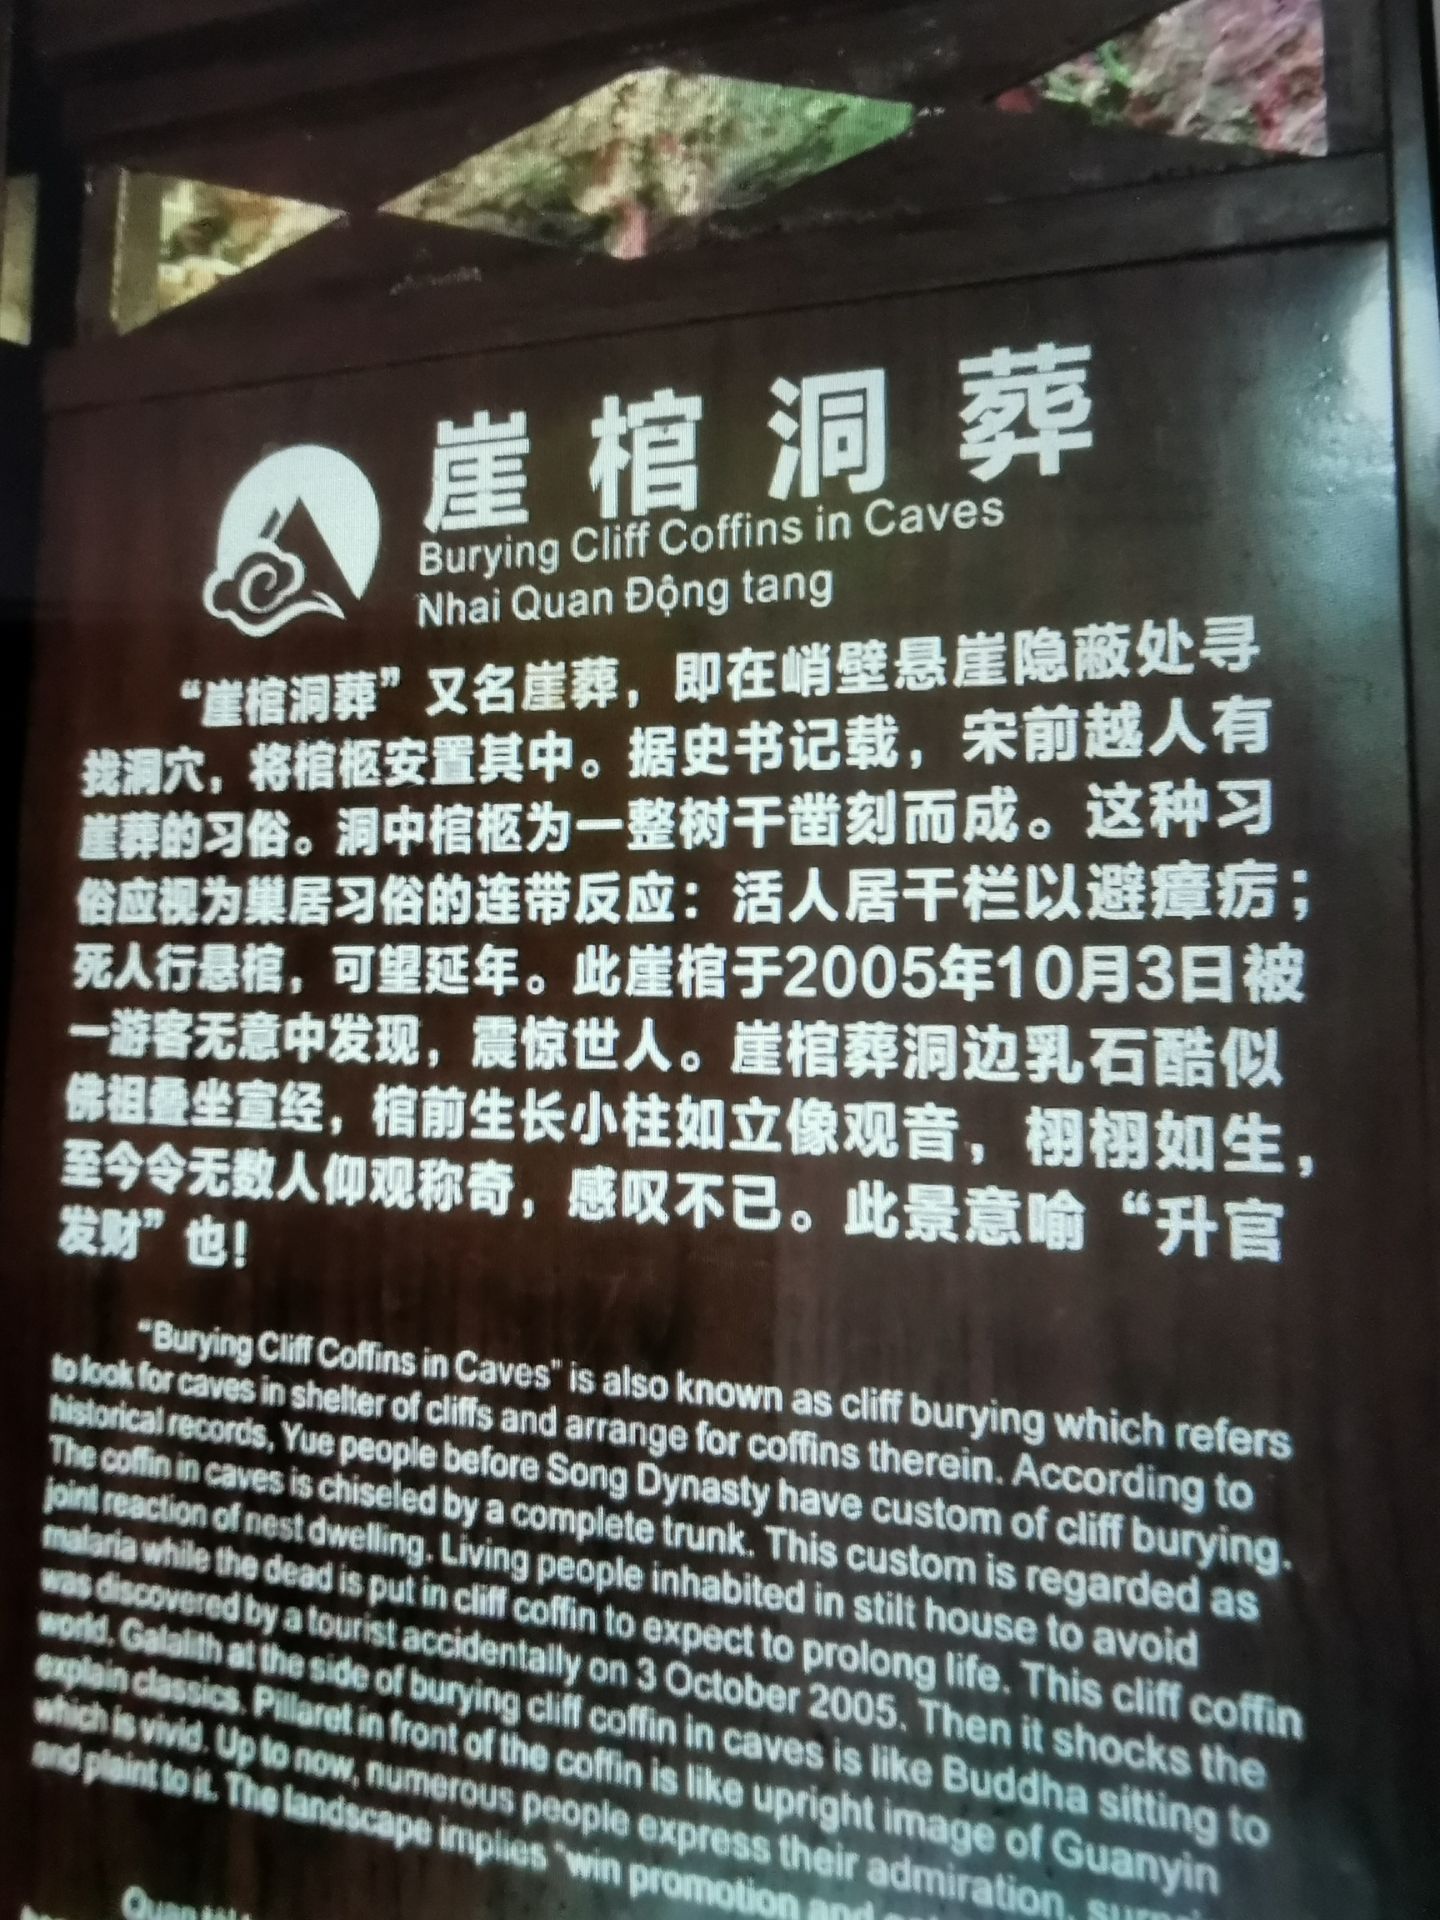 崖棺洞葬
Burying Cliff Coffins in Caves
Nhai Quan Động tang
“崖棺洞葬”又名崖葬，即在峭壁悬崖隐蔽处寻
找洞穴，将棺柩安置其中。据史书记载，宋前越人有
崖葬的习俗。洞中棺柩为一整树干凿刻而成。这种习
俗应视为巢居习俗的连带反应：活人居干栏以避瘴疠；
死人行悬棺，可望延年。此崖棺于2005年10月3日被
一游客无意中发现，震惊世人。崖棺葬洞边乳石酷似
佛祖叠坐宣经，棺前生长小柱如立像观音，栩栩如生，
至今令无数人仰观称奇，感叹不已。此景意喻“升官
发财”也！
“Burying Cliff Coffins in Caves” is also known as cliff burying which refers
to look for caves in shelter of cliffs and arrange for coffins therein. According to
historical records, Yue people before Song Dynasty have custom of cliff burying.
The coffin in caves is chiseled by a complete trunk. This custom is regarded as
joint reaction of nest dwelling. Living people inhabited in stilt house to avoid
malaria while the dead is put in cliff coffin to expect to prolong life. This cliff coffin
was discovered by a tourist accidentally on 3 October 2005. Then it shocks the
world. Galalith at the side of burying cliff coffin in caves is like Buddha sitting to
explain classics. Pillaret in front of the coffin is like upright image of Guanyin
which is vivid. Up to now, numerous people express their admiration,
and plaint to it. The landscape implies “win promotion and
Quan